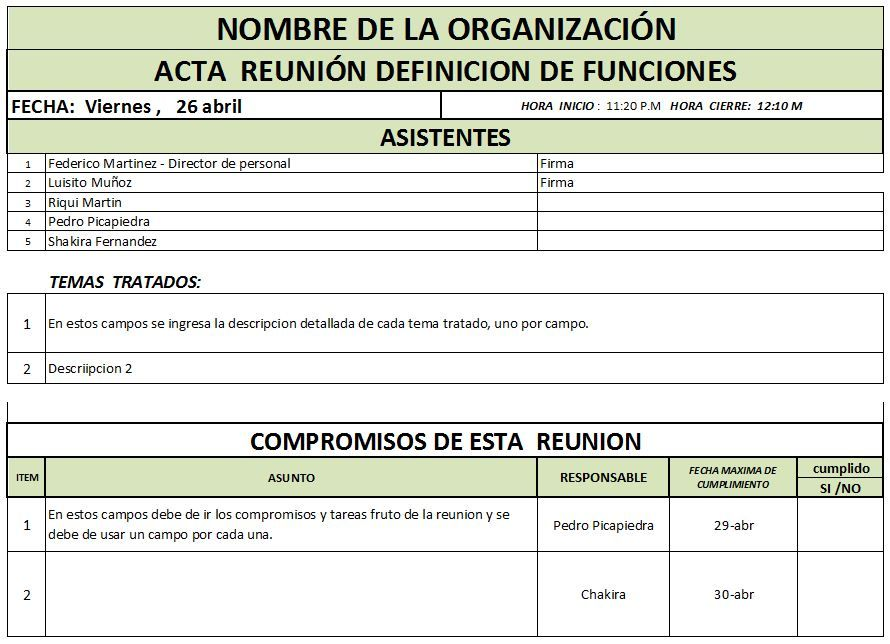 NOMBRE DE LA ORGANIZACIÓN
ACTA  REUNIÓN DEFINICION DE FUNCIONES
FECHA:  Viernes ,   26 abril
HORA  INICIO :  11:20 P.M   HORA  CIERRE:  12:10 M
ASISTENTES
1 Federico Martinez - Director de personal Firma
2 Luisito Muñoz Firma
3 Riqui Martin
4 Pedro Picapiedra
5 Shakira Fernandez
TEMAS  TRATADOS:
1 En estos campos se ingresa la descripcion detallada de cada tema tratado, uno por campo.
2 Descriipcion 2
COMPROMISOS DE ESTA  REUNION
ITEM ASUNTO RESPONSABLE FECHA MAXIMA DE CUMPLIMIENTO cumplido
SI /NO
1 En estos campos debe de ir los compromisos y tareas fruto de la reunion y se
debe de usar un campo por cada una. Pedro Picapiedra 29-abr
2 Chakira 30-abr